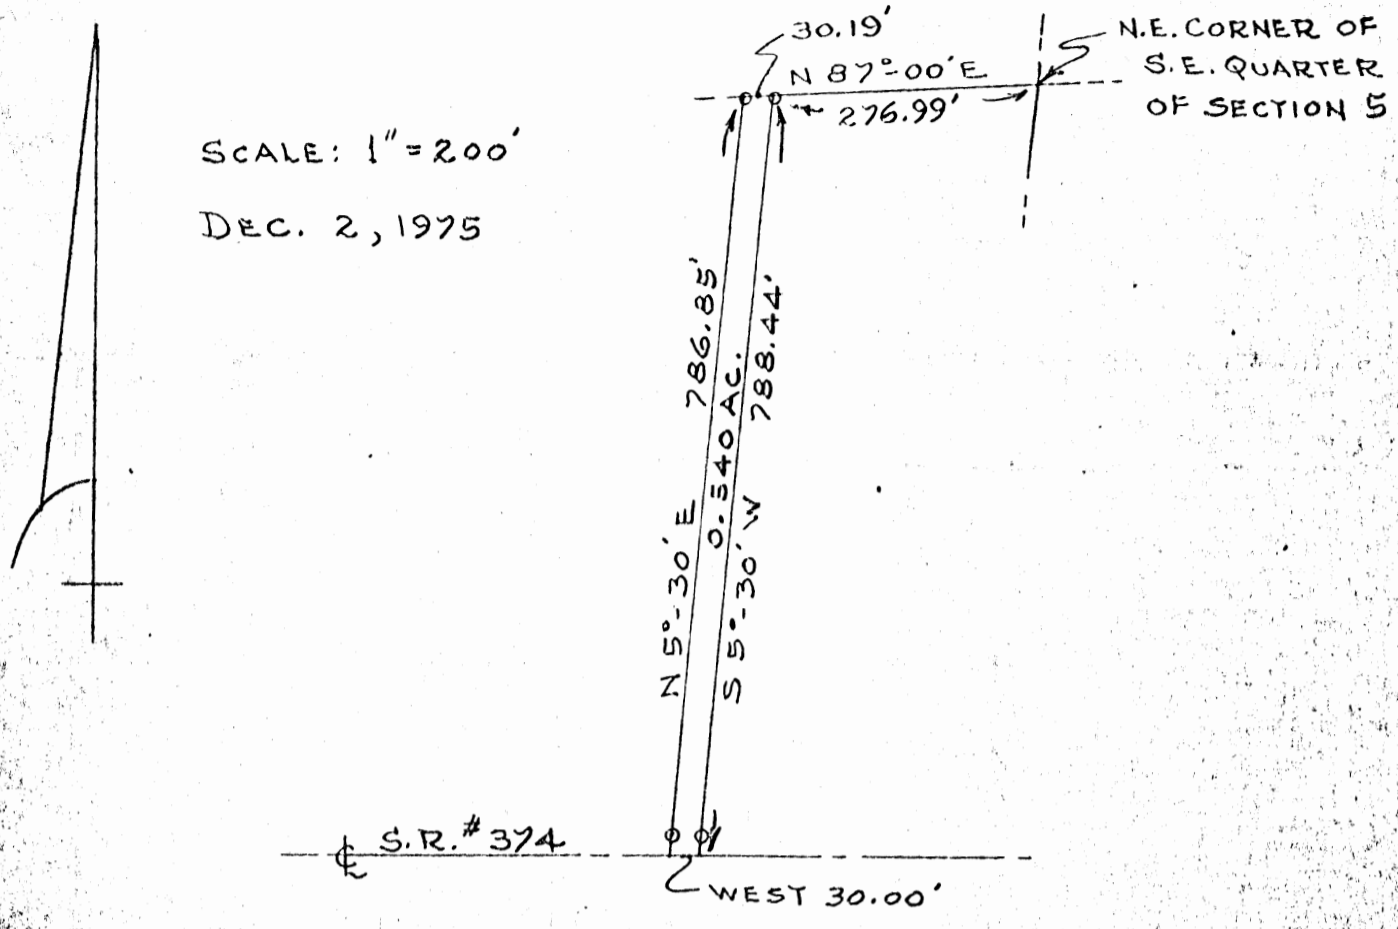 30.19'
N 87°-00' E
276.99'
N.E. CORNER OF
S.E. QUARTER
OF SECTION 5
SCALE: 1" = 200'
DEC. 2, 1975
N 5°-30' E 786.85'
0.540 AC.
S 5°-30' W 788.44'
℄ S.R. # 374
WEST 30.00'